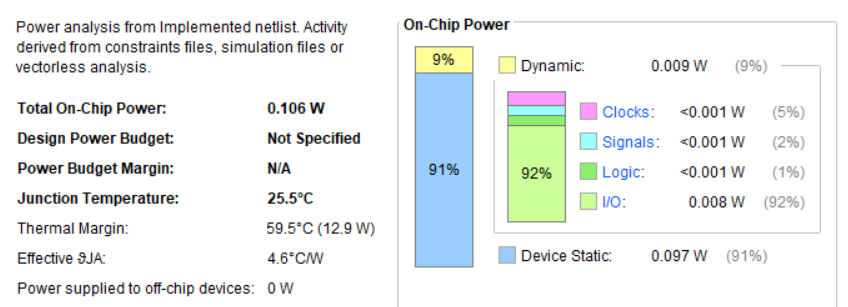 Power analysis from Implemented netlist. Activity
derived from constraints files, simulation files or
vectorless analysis.
Total On-Chip Power: 0.106 W
Design Power Budget: Not Specified
Power Budget Margin: N/A
Junction Temperature: 25.5°C
Thermal Margin: 59.5°C (12.9 W)
Effective ϑJA: 4.6°C/W
Power supplied to off-chip devices: 0 W
On-Chip Power
9%
91%
Dynamic: 0.009 W (9%)
92%
Clocks: <0.001 W (5%)
Signals: <0.001 W (2%)
Logic: <0.001 W (1%)
I/O: 0.008 W (92%)
Device Static: 0.097 W (91%)